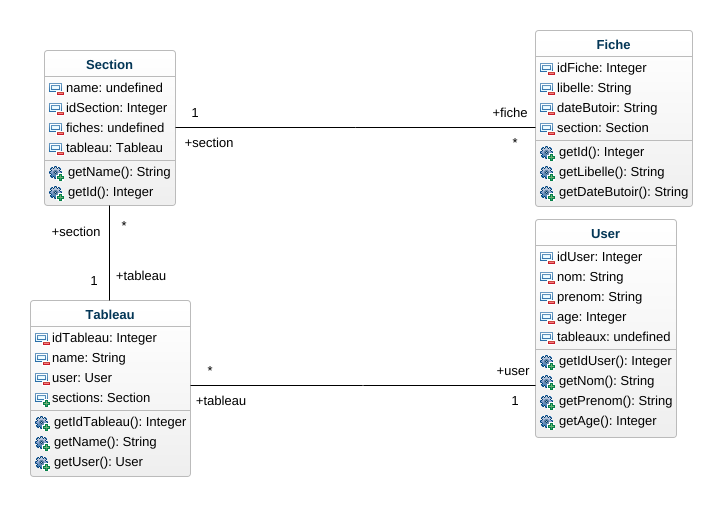 Section
name: undefined
idSection: Integer
fiches: undefined
tableau: Tableau
getName(): String
getId(): Integer
1
+section
+fiche
*
Fiche
idFiche: Integer
libelle: String
dateButoir: String
section: Section
getId(): Integer
getLibelle(): String
getDateButoir(): String
+section
*
1
+tableau
Tableau
idTableau: Integer
name: String
user: User
sections: Section
getIdTableau(): Integer
getName(): String
getUser(): User
*
+tableau
+user
1
User
idUser: Integer
nom: String
prenom: String
age: Integer
tableaux: undefined
getIdUser(): Integer
getNom(): String
getPrenom(): String
getAge(): Integer